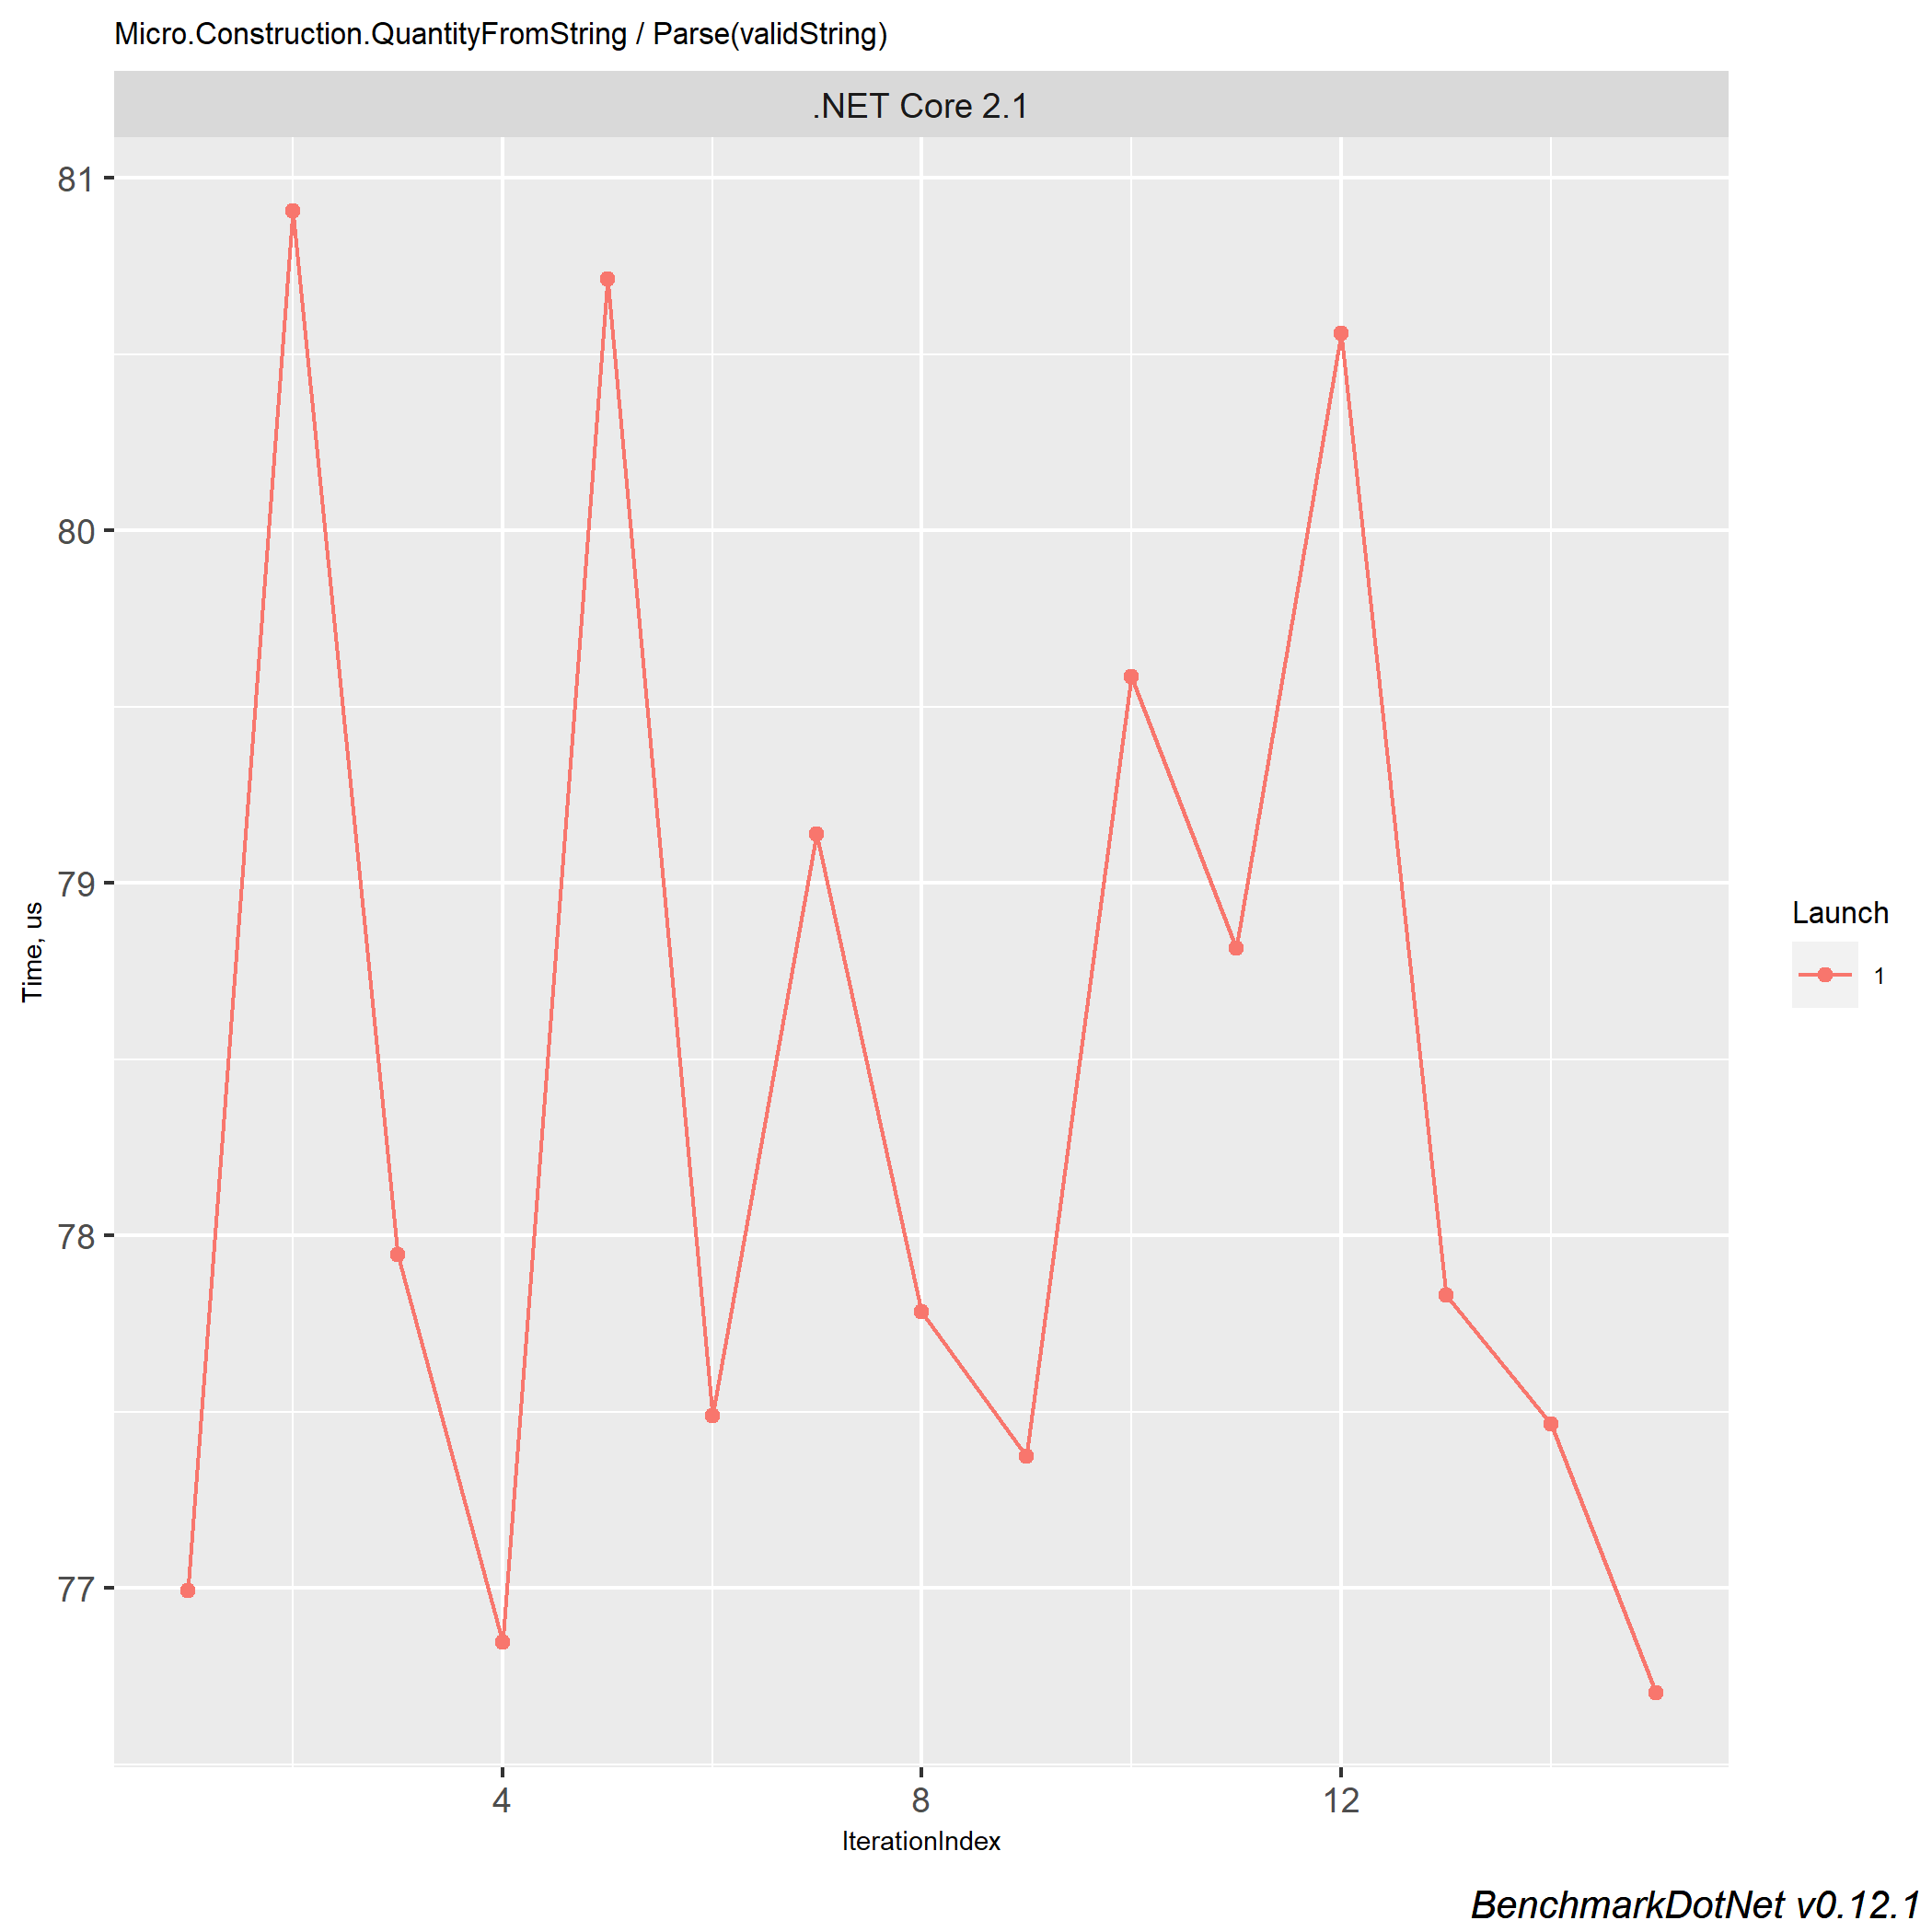 Micro.Construction.QuantityFromString / Parse(validString)
.NET Core 2.1
81
80
79
78
77
Time, us
4
8
12
IterationIndex
Launch
1
BenchmarkDotNet v0.12.1